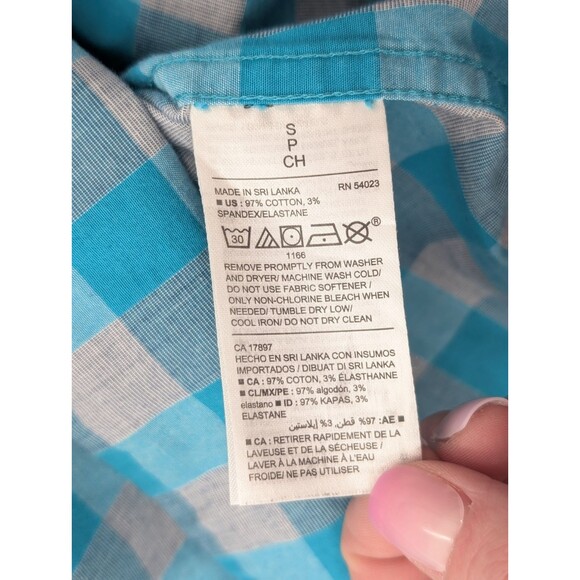 S
P
CH
MADE IN SRI LANKA RN 54023
■ US : 97% COTTON, 3%
SPANDEX/ELASTANE
30 ®
1166
REMOVE PROMPTLY FROM WASHER
AND DRYER/ MACHINE WASH COLD/
DO NOT USE FABRIC SOFTENER /
ONLY NON-CHLORINE BLEACH WHEN
NEEDED/ TUMBLE DRY LOW/
COOL IRON/ DO NOT DRY CLEAN
CA 17897
HECHO EN SRI LANKA CON INSUMOS
IMPORTADOS / DIBUAT DI SRI LANKA
■ CA : 97% COTON, 3% ÉLASTHANNE
■ CL/MX/PE : 97% algodón, 3%
elastano ■ ID : 97% KAPAS, 3%
ELASTANE
■ AE: 97% قطن, 3% إيلاستين
■ CA : RETIRER RAPIDEMENT DE LA
LAVEUSE ET DE LA SÉCHEUSE /
LAVER À LA MACHINE À L'EAU
FROIDE/ NE PAS UTILISER